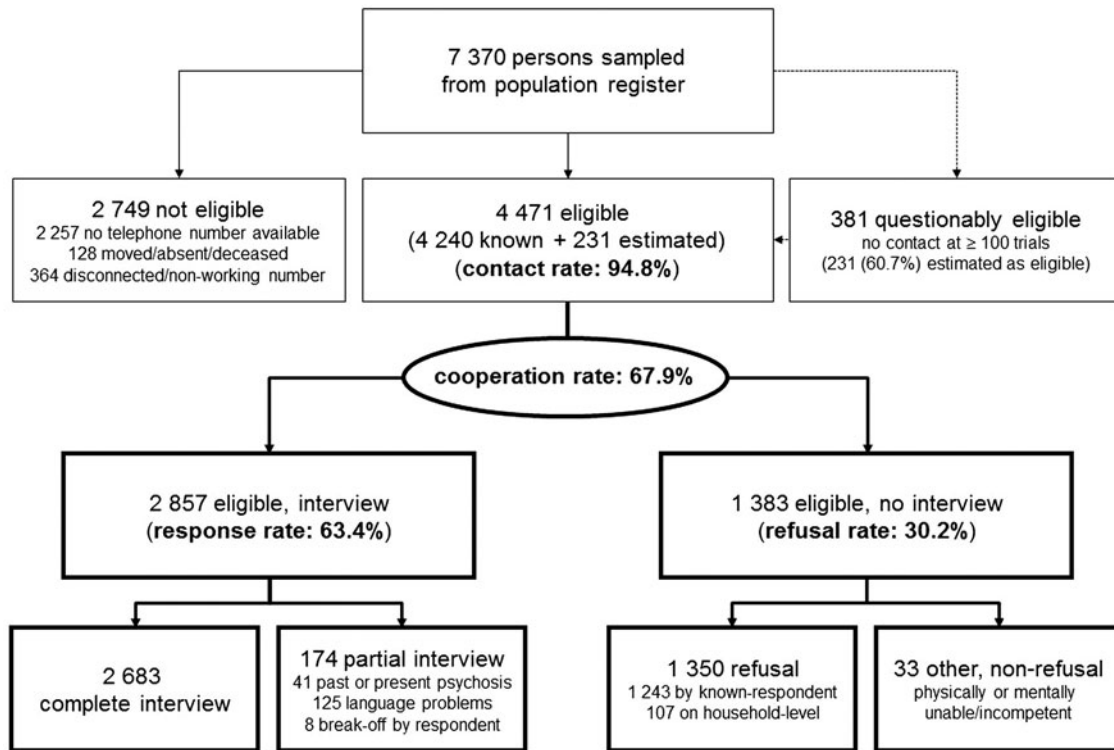 7 370 persons sampled
from population register
2 749 not eligible
2 257 no telephone number available
128 moved/absent/deceased
364 disconnected/non-working number
4 471 eligible
(4 240 known + 231 estimated)
(contact rate: 94.8%)
381 questionably eligible
no contact at ≥ 100 trials
(231 (60.7%) estimated as eligible)
cooperation rate: 67.9%
2 857 eligible, interview
(response rate: 63.4%)
1 383 eligible, no interview
(refusal rate: 30.2%)
2 683
complete interview
174 partial interview
41 past or present psychosis
125 language problems
8 break-off by respondent
1 350 refusal
1 243 by known-respondent
107 on household-level
33 other, non-refusal
physically or mentally
unable/incompetent